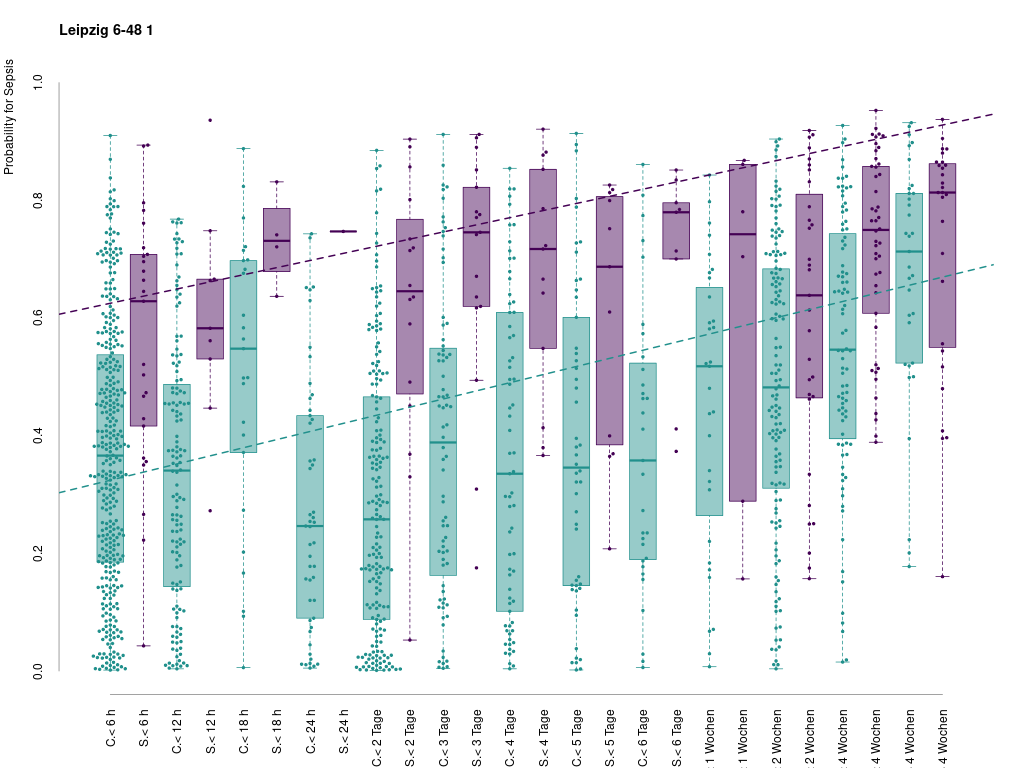 Leipzig 6-48 1
Probability for Sepsis
1.0
0.8
0.6
0.4
0.2
0.0
C.< 6 h
S.< 6 h
C.< 12 h
S.< 12 h
C.< 18 h
S.< 18 h
C.< 24 h
S.< 24 h
C.< 2 Tage
S.< 2 Tage
C.< 3 Tage
S.< 3 Tage
C.< 4 Tage
S.< 4 Tage
C.< 5 Tage
S.< 5 Tage
C.< 6 Tage
S.< 6 Tage
1 Wochen
1 Wochen
2 Wochen
2 Wochen
4 Wochen
4 Wochen
4 Wochen
4 Wochen